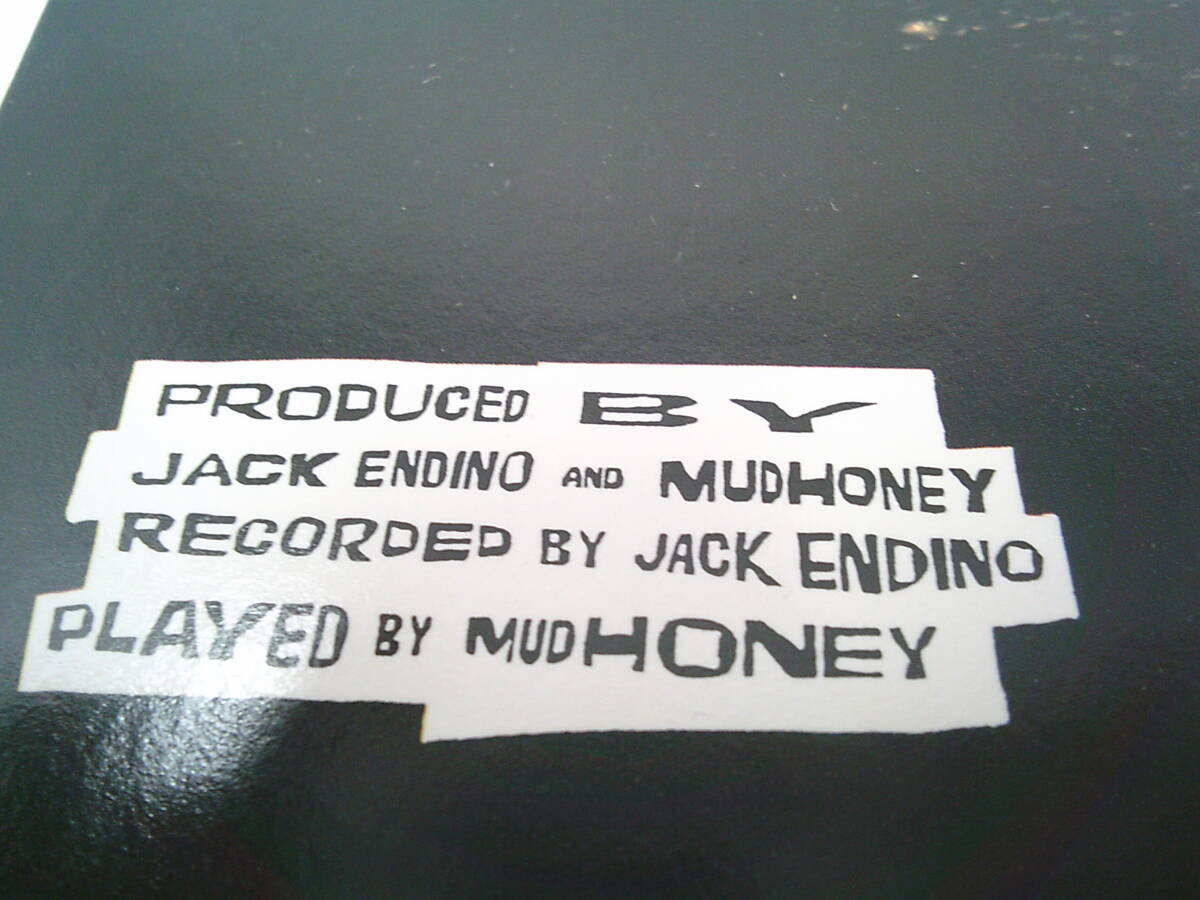 PRODUCED BY
JACK ENDINO AND MUDHONEY
RECORDED BY JACK ENDINO
PLAYED BY MUDHONEY